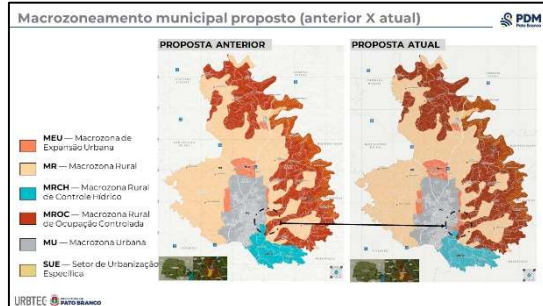 Macrozoneamento municipal proposto (anterior X atual)
PDM
Pato Branco
PROPOSTA ANTERIOR
PROPOSTA ATUAL
MEU — Macrozona de
Expansão Urbana
MR — Macrozona Rural
MRCH — Macrozona Rural
de Controle Hídrico
MROC — Macrozona Rural
de Ocupação Controlada
MU — Macrozona Urbana
SUE — Setor de Urbanização
Específica
URBTEC
PATO BRANCO